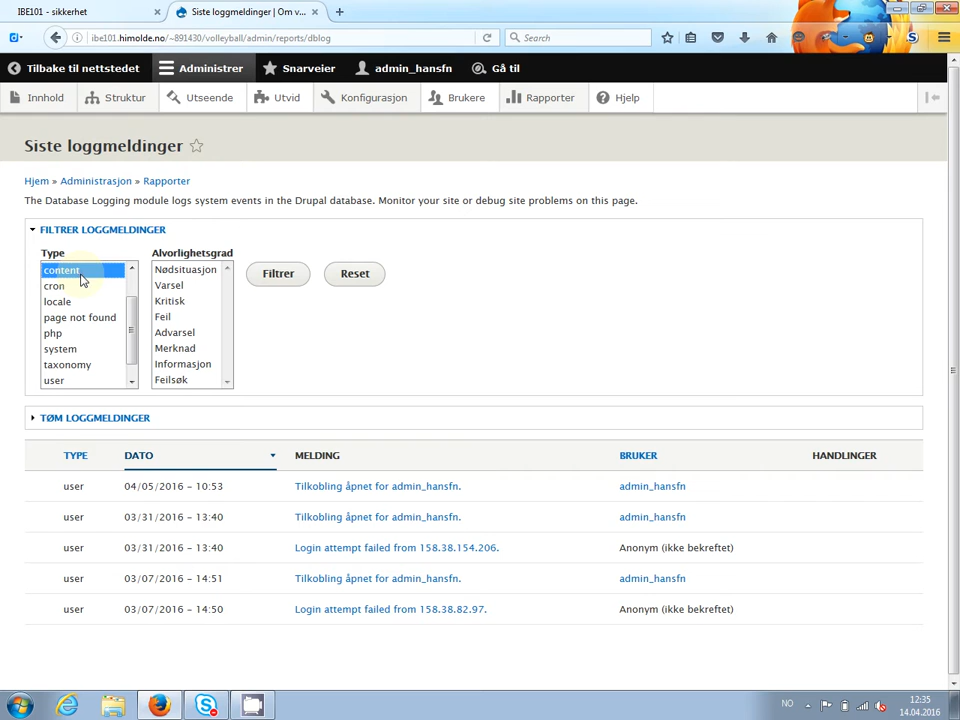 IBE101 - sikkerhet
Siste loggmeldinger | Om v...
ibe101.himolde.no/~891430/volleyball/admin/reports/dblog
Search
Tilbake til nettstedet
Administrer
Snarveier
admin_hansfn
Gå til
Innhold
Struktur
Utseende
Utvid
Konfigurasjon
Brukere
Rapporter
Hjelp
Siste loggmeldinger
Hjem » Administrasjon » Rapporter
The Database Logging module logs system events in the Drupal database. Monitor your site or debug site problems on this page.
FILTRER LOGGMELDINGER
Type
content
cron
locale
page not found
php
system
taxonomy
user
Alvorlighetsgrad
Nødsituasjon
Varsel
Kritisk
Feil
Advarsel
Merknad
Informasjon
Feilsøk
Filtrer
Reset
TØM LOGGMELDINGER
TYPE DATO MELDING BRUKER HANDLINGER
user 04/05/2016 - 10:53 Tilkobling åpnet for admin_hansfn. admin_hansfn
user 03/31/2016 - 13:40 Tilkobling åpnet for admin_hansfn. admin_hansfn
user 03/31/2016 - 13:40 Login attempt failed from 158.38.154.206. Anonym (ikke bekreftet)
user 03/07/2016 - 14:51 Tilkobling åpnet for admin_hansfn. admin_hansfn
user 03/07/2016 - 14:50 Login attempt failed from 158.38.82.97. Anonym (ikke bekreftet)
NO
12:35
14.04.2016